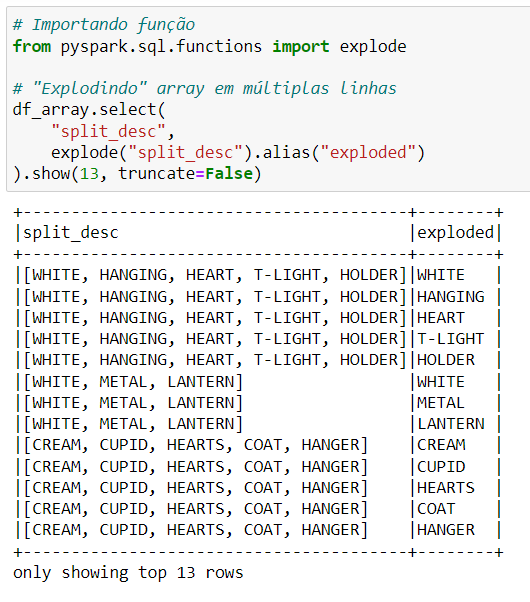 # Importando função
from pyspark.sql.functions import explode

# "Explodindo" array em múltiplas linhas
df_array.select(
    "split_desc",
    explode("split_desc").alias("exploded")
).show(13, truncate=False)

+----------------------------------------+--------+
|split_desc                              |exploded|
+----------------------------------------+--------+
|[WHITE, HANGING, HEART, T-LIGHT, HOLDER]|WHITE   |
|[WHITE, HANGING, HEART, T-LIGHT, HOLDER]|HANGING |
|[WHITE, HANGING, HEART, T-LIGHT, HOLDER]|HEART   |
|[WHITE, HANGING, HEART, T-LIGHT, HOLDER]|T-LIGHT |
|[WHITE, HANGING, HEART, T-LIGHT, HOLDER]|HOLDER  |
|[WHITE, METAL, LANTERN]                 |WHITE   |
|[WHITE, METAL, LANTERN]                 |METAL   |
|[WHITE, METAL, LANTERN]                 |LANTERN |
|[CREAM, CUPID, HEARTS, COAT, HANGER]    |CREAM   |
|[CREAM, CUPID, HEARTS, COAT, HANGER]    |CUPID   |
|[CREAM, CUPID, HEARTS, COAT, HANGER]    |HEARTS  |
|[CREAM, CUPID, HEARTS, COAT, HANGER]    |COAT    |
|[CREAM, CUPID, HEARTS, COAT, HANGER]    |HANGER  |
+----------------------------------------+--------+
only showing top 13 rows